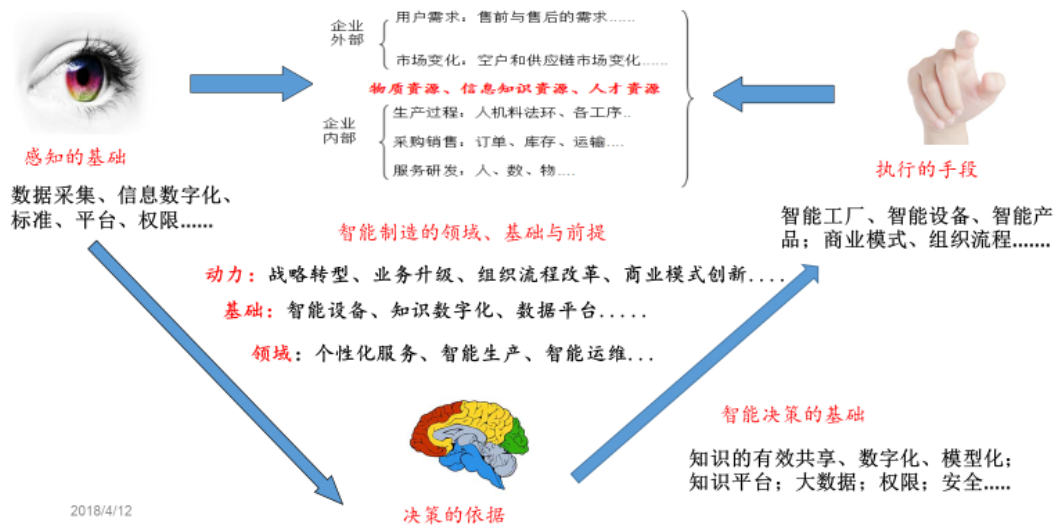 企业
外部
用户需求：售前与售后的需求......
市场变化：空户和供应链市场变化......
物质资源、信息知识资源、人才资源
企业
内部
生产过程：人机料法环、各工序..
采购销售：订单、库存、运输....
服务研发：人、数、物....
感知的基础
数据采集、信息数字化、
标准、平台、权限......
执行的手段
智能工厂、智能设备、智能产
品；商业模式、组织流程.......
智能制造的领域、基础与前提
动力：战略转型、业务升级、组织流程改革、商业模式创新....
基础：智能设备、知识数字化、数据平台.....
领域：个性化服务、智能生产、智能运维...
智能决策的基础
知识的有效共享、数字化、模型化；
知识平台；大数据；权限；安全.....
决策的依据
2018/4/12